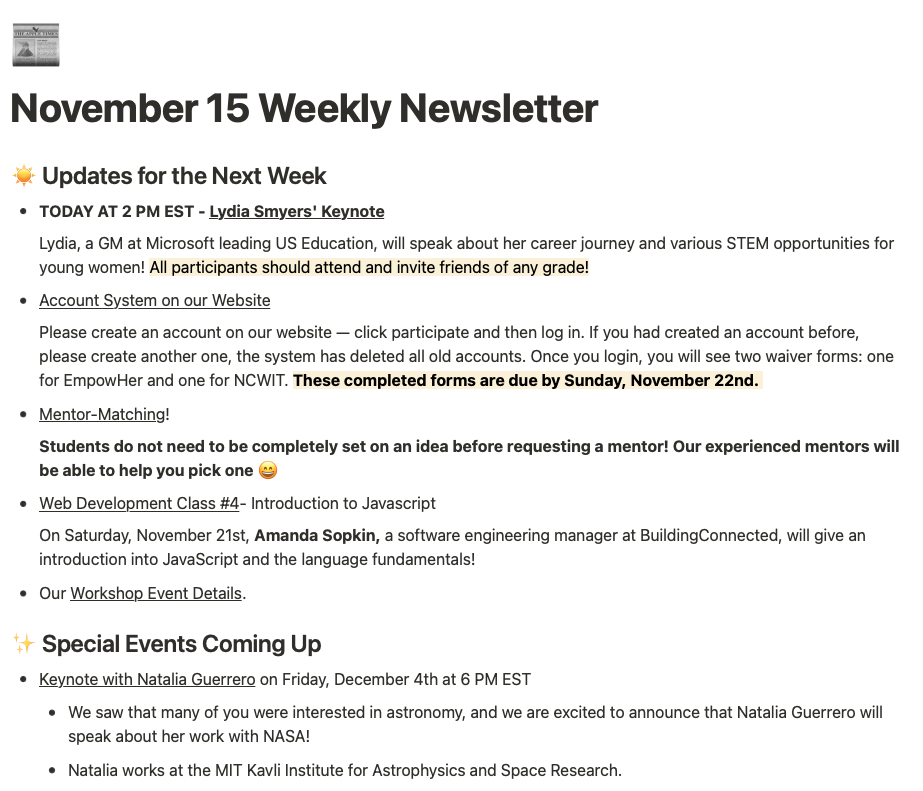 November 15 Weekly Newsletter
☀️ Updates for the Next Week
• TODAY AT 2 PM EST - Lydia Smyers' Keynote
Lydia, a GM at Microsoft leading US Education, will speak about her career journey and various STEM opportunities for
young women! All participants should attend and invite friends of any grade!
• Account System on our Website
Please create an account on our website — click participate and then log in. If you had created an account before,
please create another one, the system has deleted all old accounts. Once you login, you will see two waiver forms: one
for EmpowHer and one for NCWIT. These completed forms are due by Sunday, November 22nd.
• Mentor-Matching!
Students do not need to be completely set on an idea before requesting a mentor! Our experienced mentors will
be able to help you pick one 😄
• Web Development Class #4- Introduction to Javascript
On Saturday, November 21st, Amanda Sopkin, a software engineering manager at BuildingConnected, will give an
introduction into JavaScript and the language fundamentals!
• Our Workshop Event Details.
✨ Special Events Coming Up
• Keynote with Natalia Guerrero on Friday, December 4th at 6 PM EST
• We saw that many of you were interested in astronomy, and we are excited to announce that Natalia Guerrero will
speak about her work with NASA!
• Natalia works at the MIT Kavli Institute for Astrophysics and Space Research.